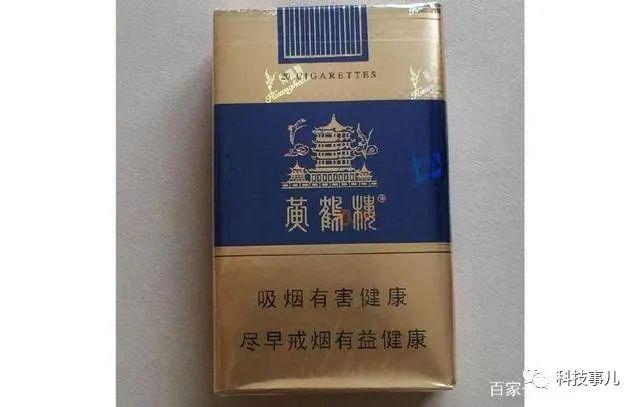 20 CIGARETTES
黄鹤楼
吸烟有害健康
尽早戒烟有益健康
百家
科技事儿